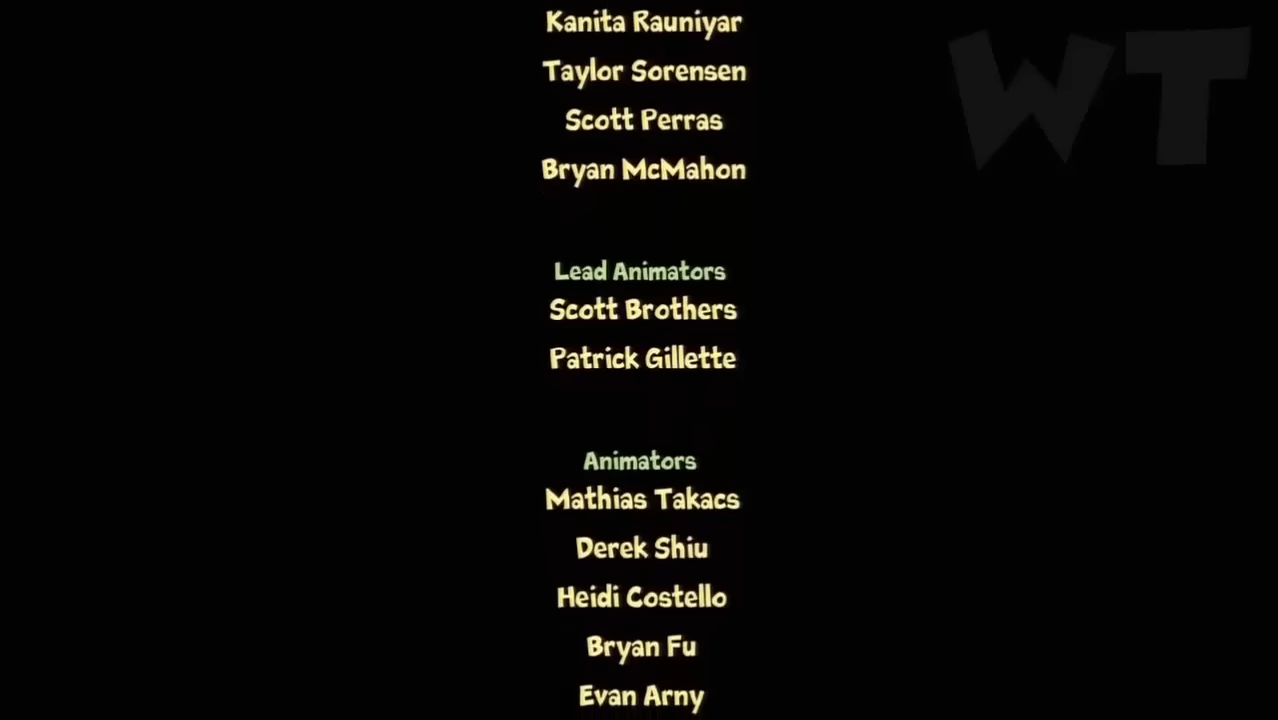 Kanita Rauniyar
WT
Taylor Sorensen
Scott Perras
Bryan McMahon
Lead Animators
Scott Brothers
Patrick Gillette
Animators
Mathias Takacs
Derek Shiu
Heidi Costello
Bryan Fu
Evan Arny